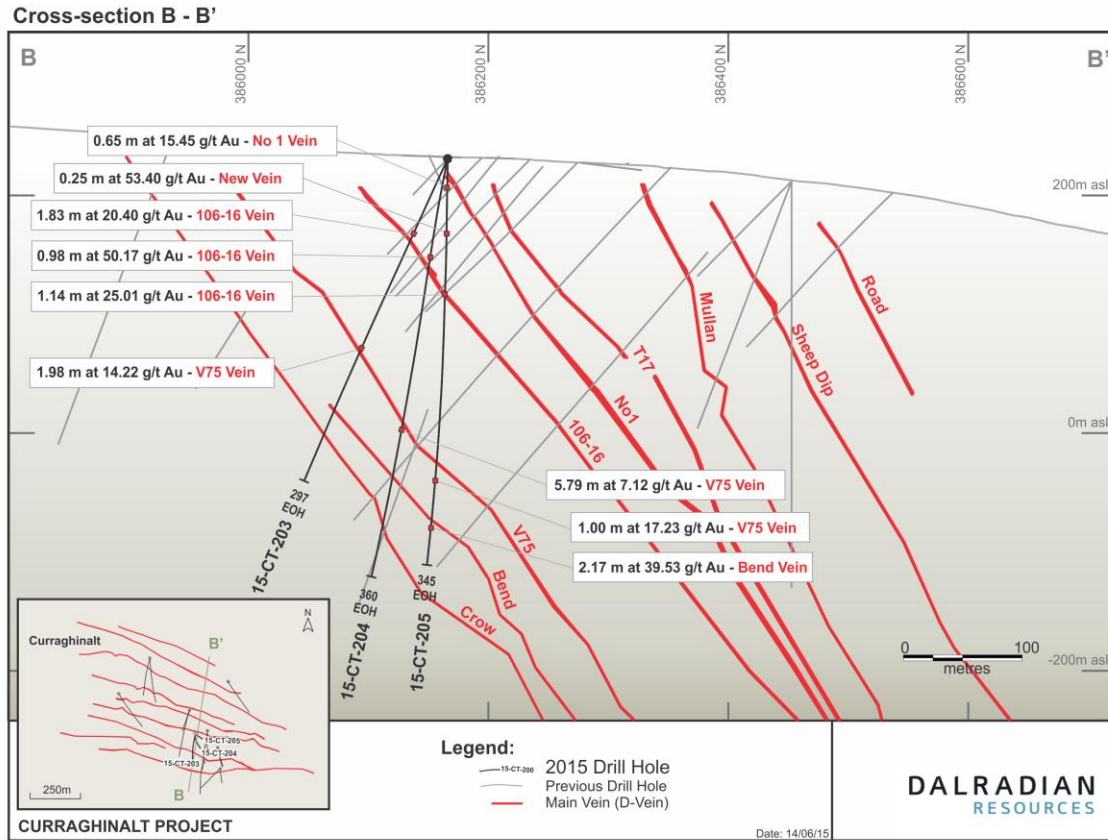 Cross-section B - B'
B
386000 N
386200 N
386400 N
386600 N
B'
0.65 m at 15.45 g/t Au - No 1 Vein
0.25 m at 53.40 g/t Au - New Vein
1.83 m at 20.40 g/t Au - 106-16 Vein
0.98 m at 50.17 g/t Au - 106-16 Vein
1.14 m at 25.01 g/t Au - 106-16 Vein
1.98 m at 14.22 g/t Au - V75 Vein
200m asl
0m asl
-200m asl
Road
Mullan
Sheep Dip
T17
No1
106-16
5.79 m at 7.12 g/t Au - V75 Vein
1.00 m at 17.23 g/t Au - V75 Vein
2.17 m at 39.53 g/t Au - Bend Vein
V75
Bend
Crow
297
EOH
15-CT-203
360
EOH
15-CT-204
345
EOH
15-CT-205
0 100
metres
N
Curraghinalt
B'
15-CT-205
15-CT-204
15-CT-203
B
250m
CURRAGHINALT PROJECT
Legend:
15-CT-200 2015 Drill Hole
Previous Drill Hole
Main Vein (D-Vein)
Date: 14/06/15
DALRADIAN
RESOURCES